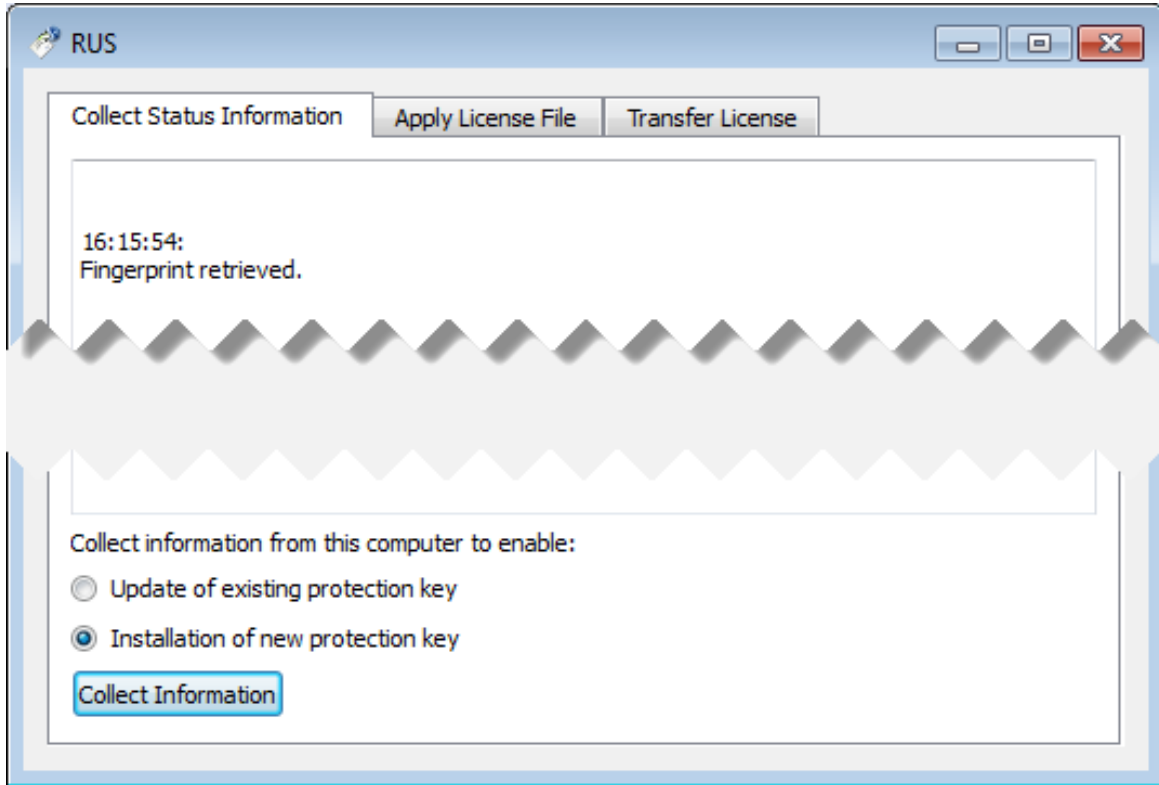 RUS
Collect Status Information
Apply License File
Transfer License
16:15:54:
Fingerprint retrieved.
Collect information from this computer to enable:
Update of existing protection key
Installation of new protection key
Collect Information